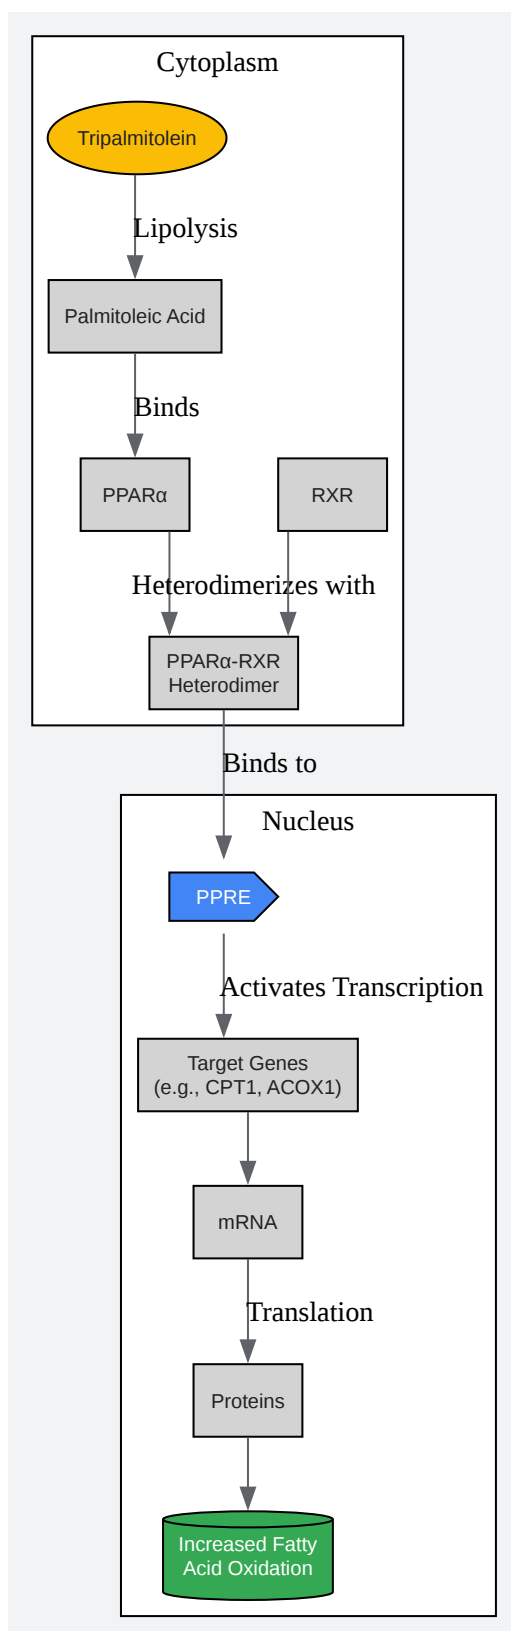 Cytoplasm
Tripalmitolein
Lipolysis
Palmitoleic Acid
Binds
PPARα
RXR
Heterodimerizes with
PPARα-RXR
Heterodimer
Binds to
Nucleus
PPRE
Activates Transcription
Target Genes
(e.g., CPT1, ACOX1)
mRNA
Translation
Proteins
Increased Fatty
Acid Oxidation